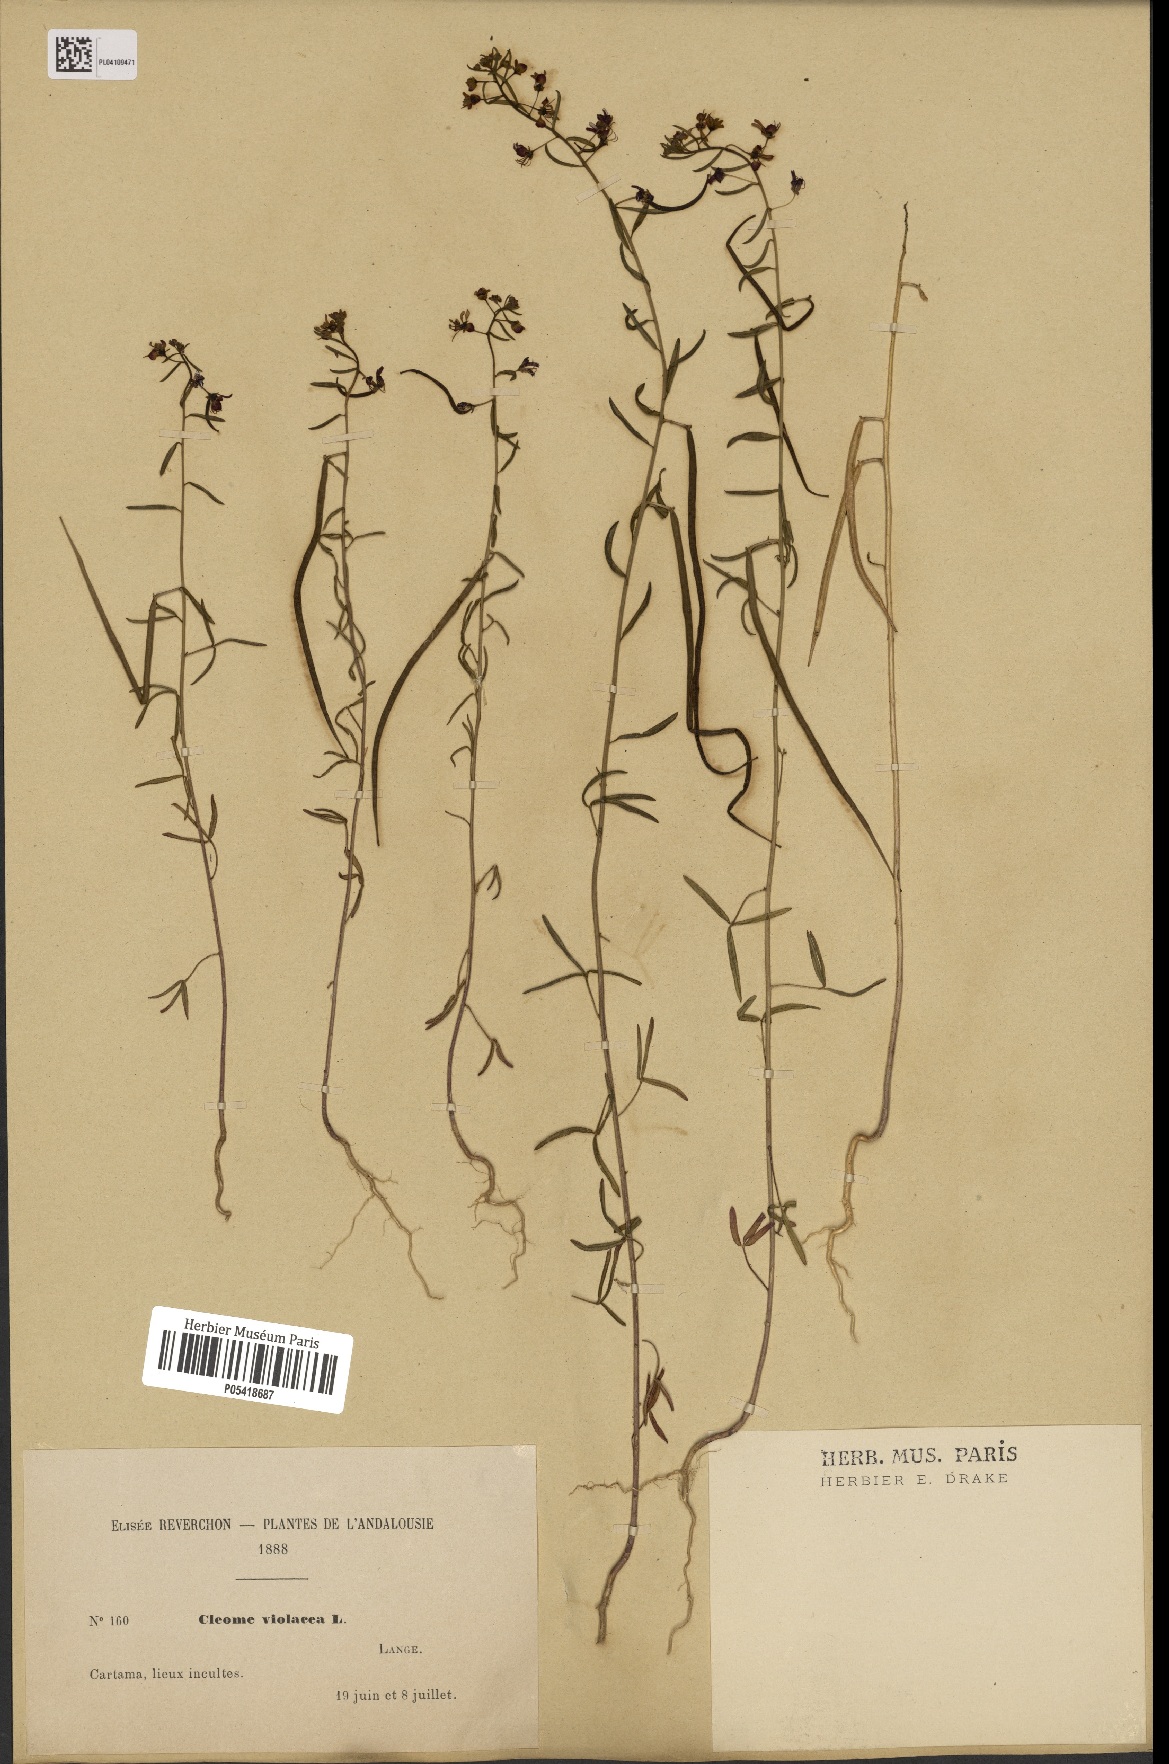 PL04109471
Herbier Muséum Paris
P05418687
ELISÉE REVERCHON — PLANTES DE L'ANDALOUSIE
1888
N° 160 Cleome violacea L.
LANGE.
Cartama, lieux incultes.
19 juin et 8 juillet.
HERB. MUS. PARIS
HERBIER E. DRAKE